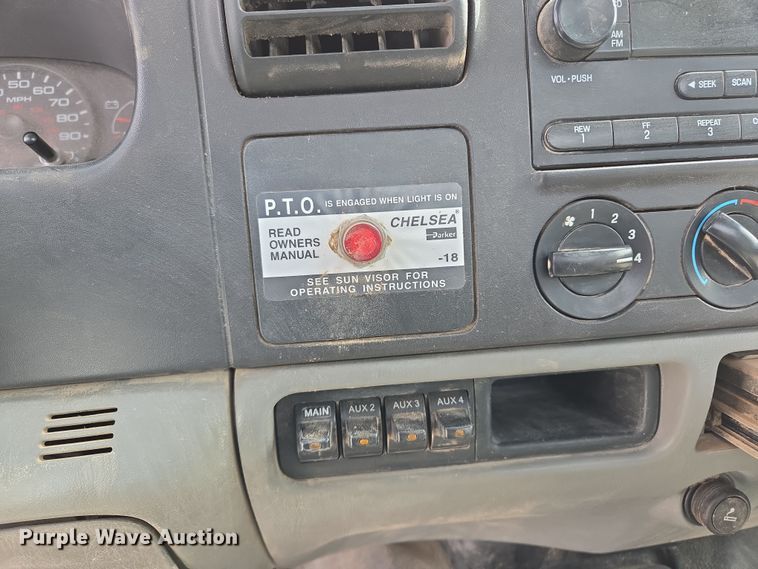 50
60
MPH
70
80
90
P.T.O. IS ENGAGED WHEN LIGHT IS ON
READ
OWNERS
MANUAL
CHELSEA®
Parker
-18
SEE SUN VISOR FOR
OPERATING INSTRUCTIONS
AM
FM
VOL - PUSH
◄ SEEK
SCAN
REW
1
FF
2
REPEAT
3
1
2
3
4
MAIN
AUX 2
AUX 3
AUX 4
Purple Wave Auction